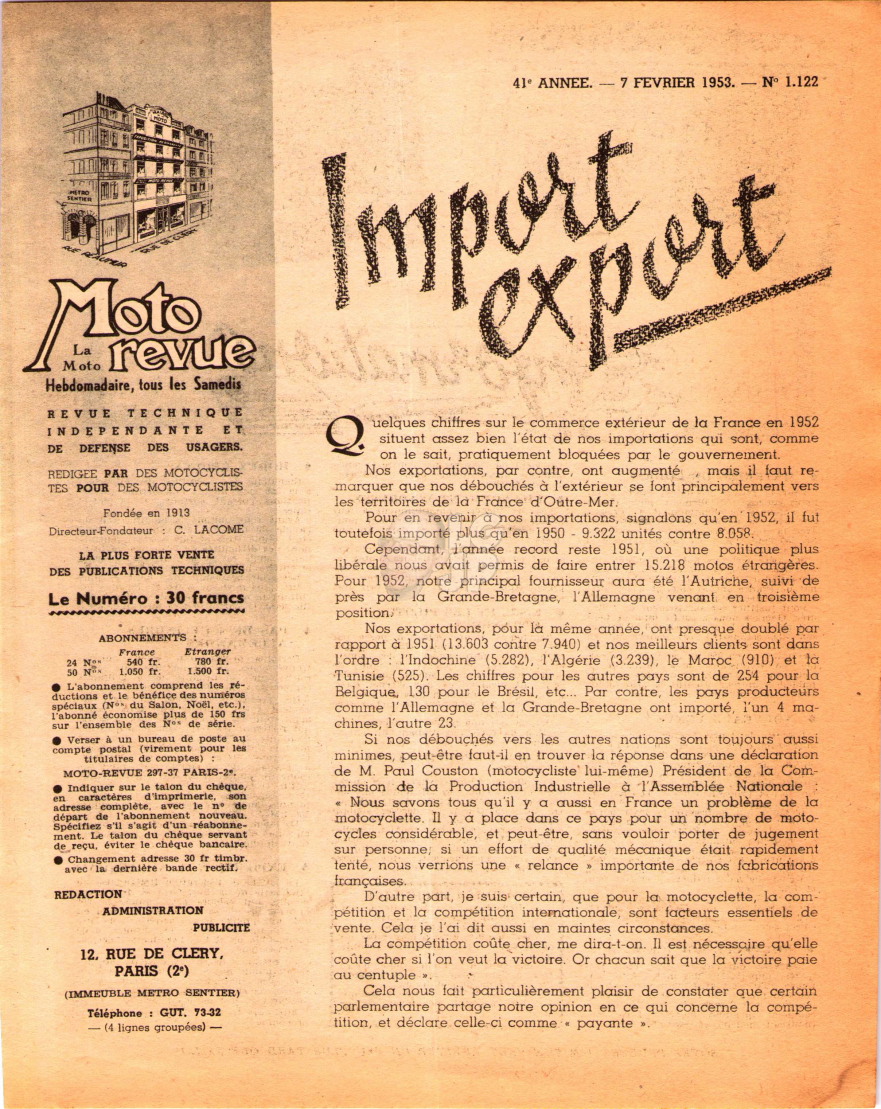 41e ANNEE. — 7 FEVRIER 1953. — No 1.122
METRO
SENTIER
RUE REAUMUR
RUE DE CLERY
Moto
revue
La
Moto
Hebdomadaire, tous les Samedis
REVUE TECHNIQUE
INDEPENDANTE ET
DE DEFENSE DES USAGERS.
REDIGEE PAR DES MOTOCYCLIS-
TES POUR DES MOTOCYCLISTES
Fondée en 1913
Directeur-Fondateur : C. LACOME
LA PLUS FORTE VENTE
DES PUBLICATIONS TECHNIQUES
Le Numéro : 30 francs
ABONNEMENTS :
France Etranger
24 Nos 540 fr. 780 fr.
50 Nos 1.050 fr. 1.500 fr.
● L'abonnement comprend les ré-
ductions et le bénéfice des numéros
spéciaux (Nos du Salon, Noël, etc.),
l'abonné économise plus de 150 frs
sur l'ensemble des Nos de série.
● Verser à un bureau de poste au
compte postal (virement pour les
titulaires de comptes) :
MOTO-REVUE 297-37 PARIS-2e.
● Indiquer sur le talon du chèque,
en caractères d'imprimerie, son
adresse complète, avec le no de
départ de l'abonnement nouveau.
Spécifiez s'il s'agit d'un réabonne-
ment. Le talon du chèque servant
de reçu, éviter le chèque bancaire.
● Changement adresse 30 fr timbr.
avec la dernière bande rectif.
REDACTION
ADMINISTRATION
PUBLICITE
12, RUE DE CLERY,
PARIS (2e)
(IMMEUBLE METRO SENTIER)
Téléphone : GUT. 73-32
— (4 lignes groupées) —
Import
export
Quelques chiffres sur le commerce extérieur de la France en 1952
situent assez bien l'état de nos importations qui sont, comme
on le sait, pratiquement bloquées par le gouvernement.
Nos exportations, par contre, ont augmenté , mais il faut re-
marquer que nos débouchés à l'extérieur se font principalement vers
les territoires de la France d'Outre-Mer.
Pour en revenir à nos importations, signalons qu'en 1952, il fut
toutefois importé plus qu'en 1950 - 9.322 unités contre 8.058.
Cependant, l'année record reste 1951, où une politique plus
libérale nous avait permis de faire entrer 15.218 motos étrangères.
Pour 1952, notre principal fournisseur aura été l'Autriche, suivi de
près par la Grande-Bretagne, l'Allemagne venant en troisième
position.
Nos exportations, pour la même année, ont presque doublé par
rapport à 1951 (13.603 contre 7.940) et nos meilleurs clients sont dans
l'ordre : l'Indochine (5.282), l'Algérie (3.239), le Maroc (910) et la
Tunisie (525). Les chiffres pour les autres pays sont de 254 pour la
Belgique, 130 pour le Brésil, etc... Par contre, les pays producteurs
comme l'Allemagne et la Grande-Bretagne ont importé, l'un 4 ma-
chines, l'autre 23.
Si nos débouchés vers les autres nations sont toujours aussi
minimes, peut-être faut-il en trouver la réponse dans une déclaration
de M. Paul Couston (motocycliste lui-même) Président de la Com-
mission de la Production Industrielle à l'Assemblée Nationale :
« Nous savons tous qu'il y a aussi en France un problème de la
motocyclette. Il y a place dans ce pays pour un nombre de moto-
cycles considérable, et peut-être, sans vouloir porter de jugement
sur personne, si un effort de qualité mécanique était rapidement
tenté, nous verrions une « relance » importante de nos fabrications
françaises.
D'autre part, je suis certain, que pour la motocyclette, la com-
pétition et la compétition internationale, sont facteurs essentiels de
vente. Cela je l'ai dit aussi en maintes circonstances.
La compétition coûte cher, me dira-t-on. Il est nécessaire qu'elle
coûte cher si l'on veut la victoire. Or chacun sait que la victoire paie
au centuple ».
Cela nous fait particulièrement plaisir de constater que certain
parlementaire partage notre opinion en ce qui concerne la compé-
tition, et déclare celle-ci comme « payante ».